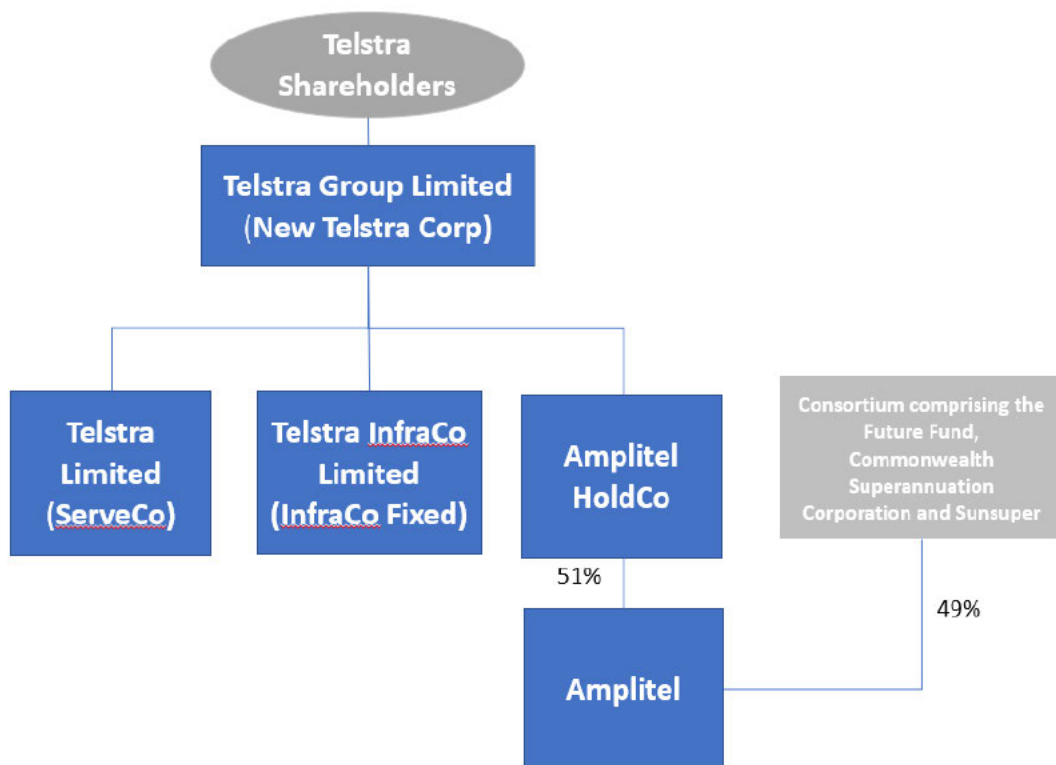 Telstra
Shareholders
Telstra Group Limited
(New Telstra Corp)
Telstra
Limited
(ServeCo)
Telstra InfraCo
Limited
(InfraCo Fixed)
Amplitel
HoldCo
Consortium comprising the
Future Fund,
Commonwealth
Superannuation
Corporation and Sunsuper
51%
49%
Amplitel